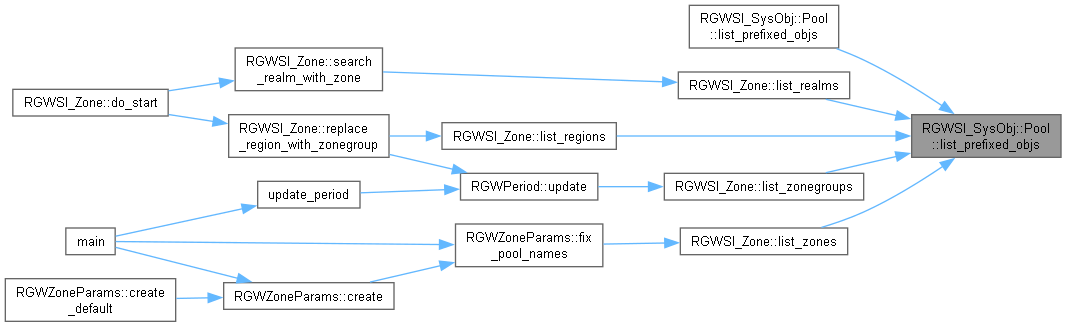 RGWSI_SysObj::Pool
::list_prefixed_objs
RGWSI_Zone::search
_realm_with_zone
RGWSI_Zone::list_realms
RGWSI_Zone::do_start
RGWSI_Zone::replace
_region_with_zonegroup
RGWSI_Zone::list_regions
RGWSI_SysObj::Pool
::list_prefixed_objs
update_period
RGWPeriod::update
RGWSI_Zone::list_zonegroups
main
RGWZoneParams::fix
_pool_names
RGWSI_Zone::list_zones
RGWZoneParams::create
_default
RGWZoneParams::create